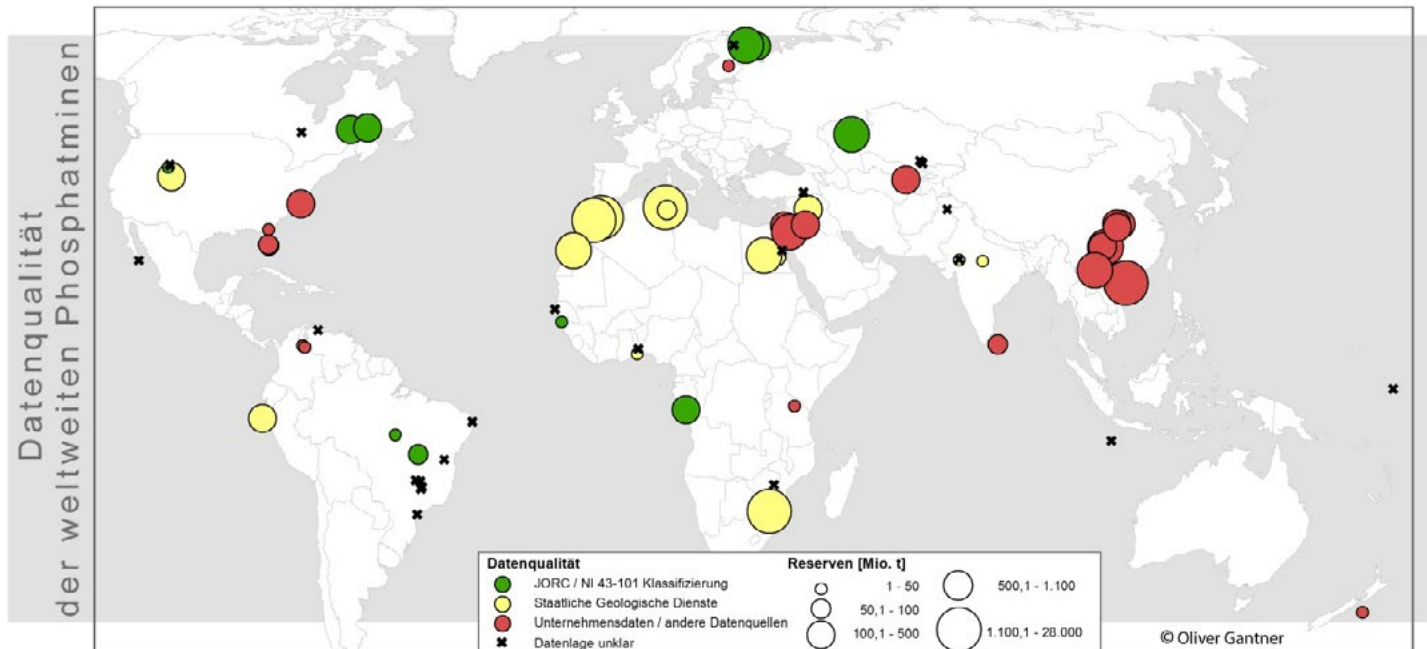 Datenqualität
der weltweiten Phosphatminen
Datenqualität
JORC / NI 43-101 Klassifizierung
Staatliche Geologische Dienste
Unternehmensdaten / andere Datenquellen
Datenlage unklar
Reserven [Mio. t]
1 - 50
50,1 - 100
100,1 - 500
500,1 - 1.100
1.100,1 - 28.000
© Oliver Gantner